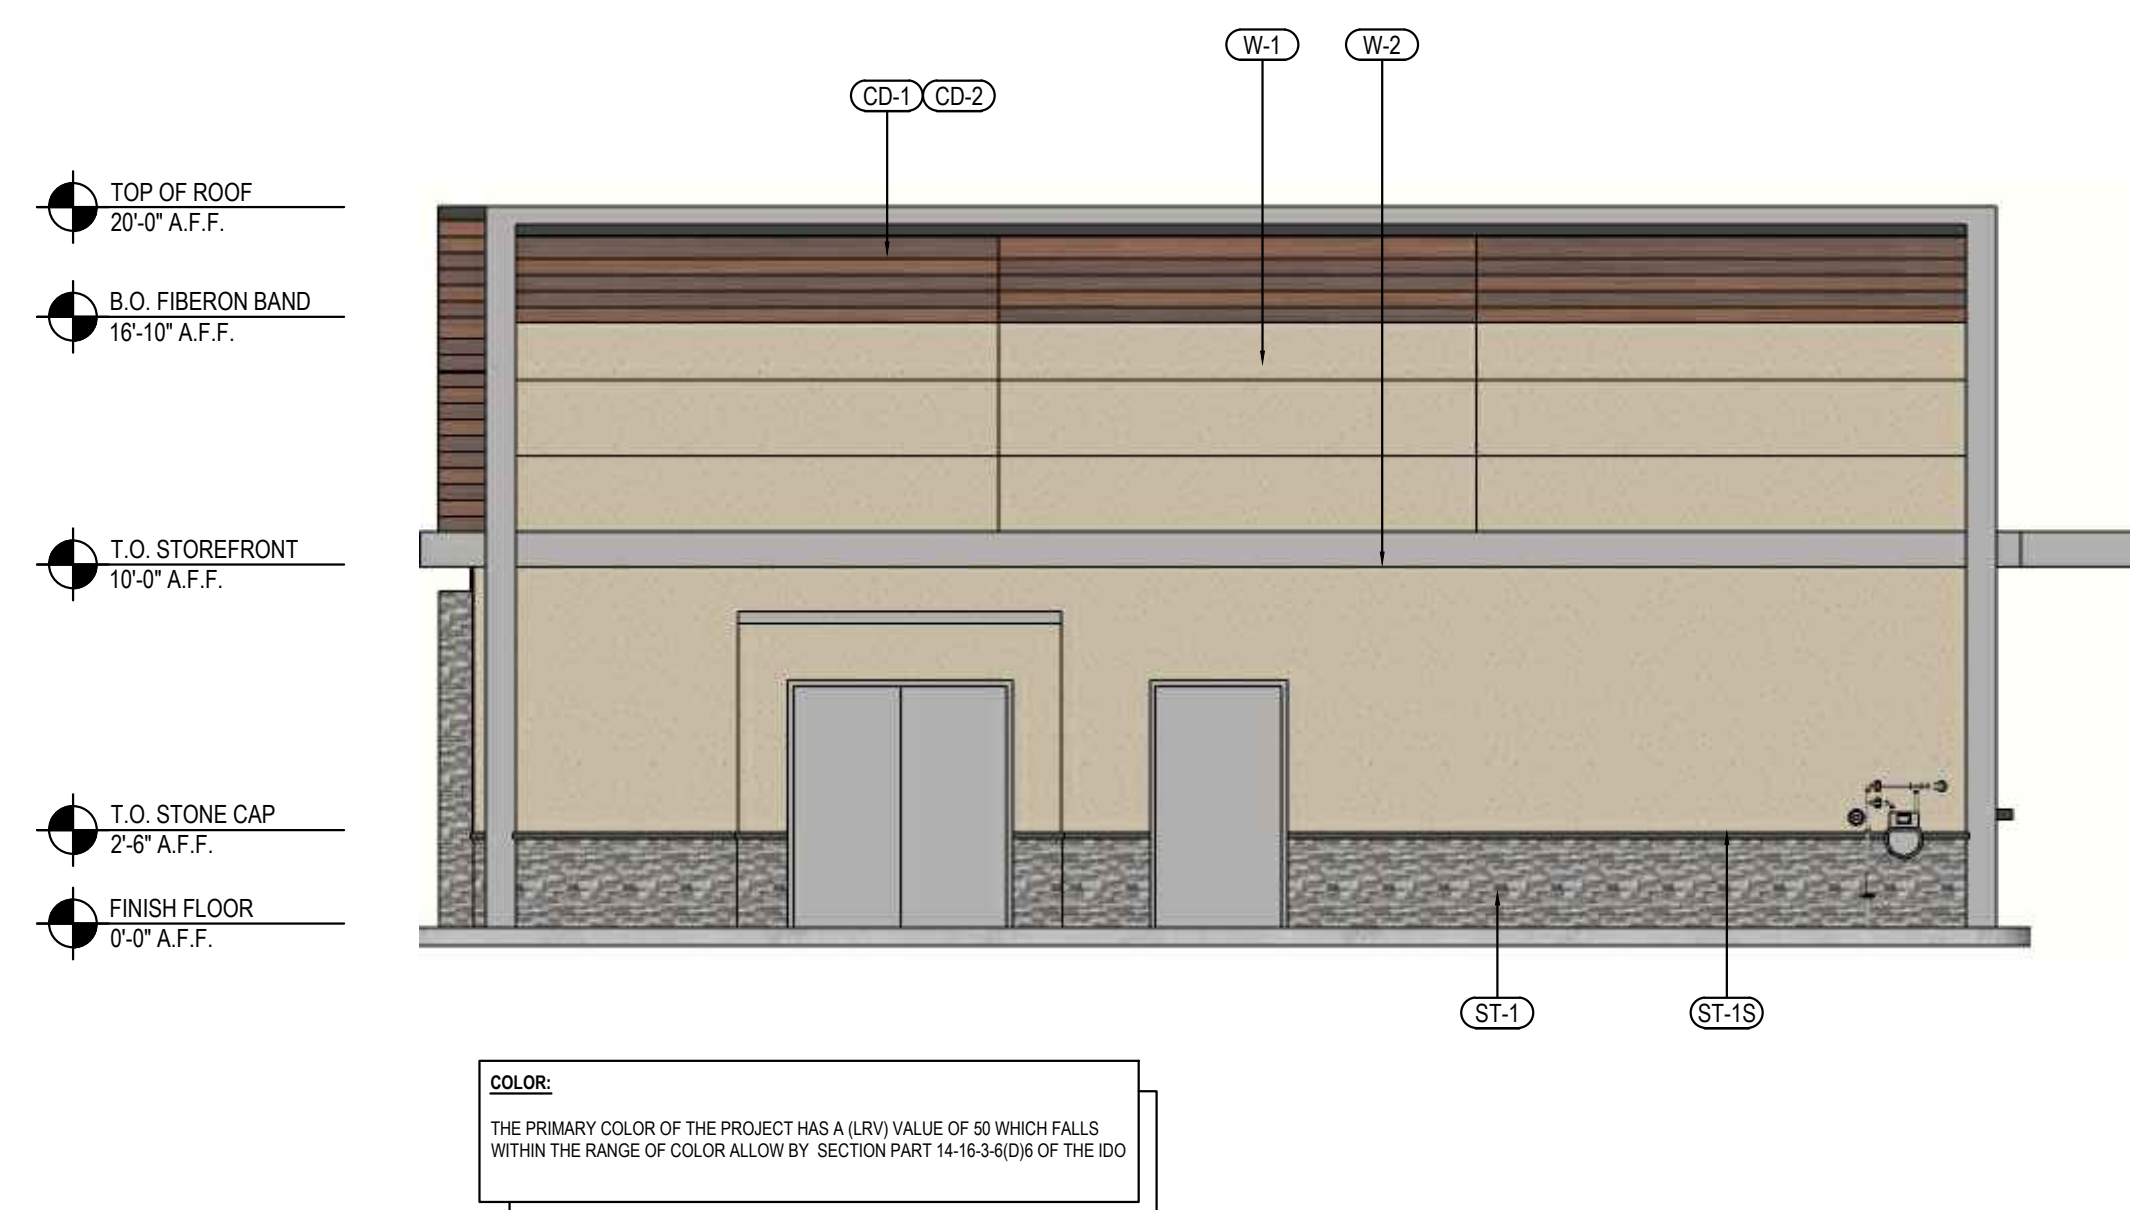 W-1 W-2
CD-1 CD-2
TOP OF ROOF
20'-0" A.F.F.
B.O. FIBERON BAND
16'-10" A.F.F.
T.O. STOREFRONT
10'-0" A.F.F.
T.O. STONE CAP
2'-6" A.F.F.
FINISH FLOOR
0'-0" A.F.F.
ST-1 ST-1S
COLOR:
THE PRIMARY COLOR OF THE PROJECT HAS A (LRV) VALUE OF 50 WHICH FALLS
WITHIN THE RANGE OF COLOR ALLOW BY SECTION PART 14-16-3-6(D)6 OF THE IDO